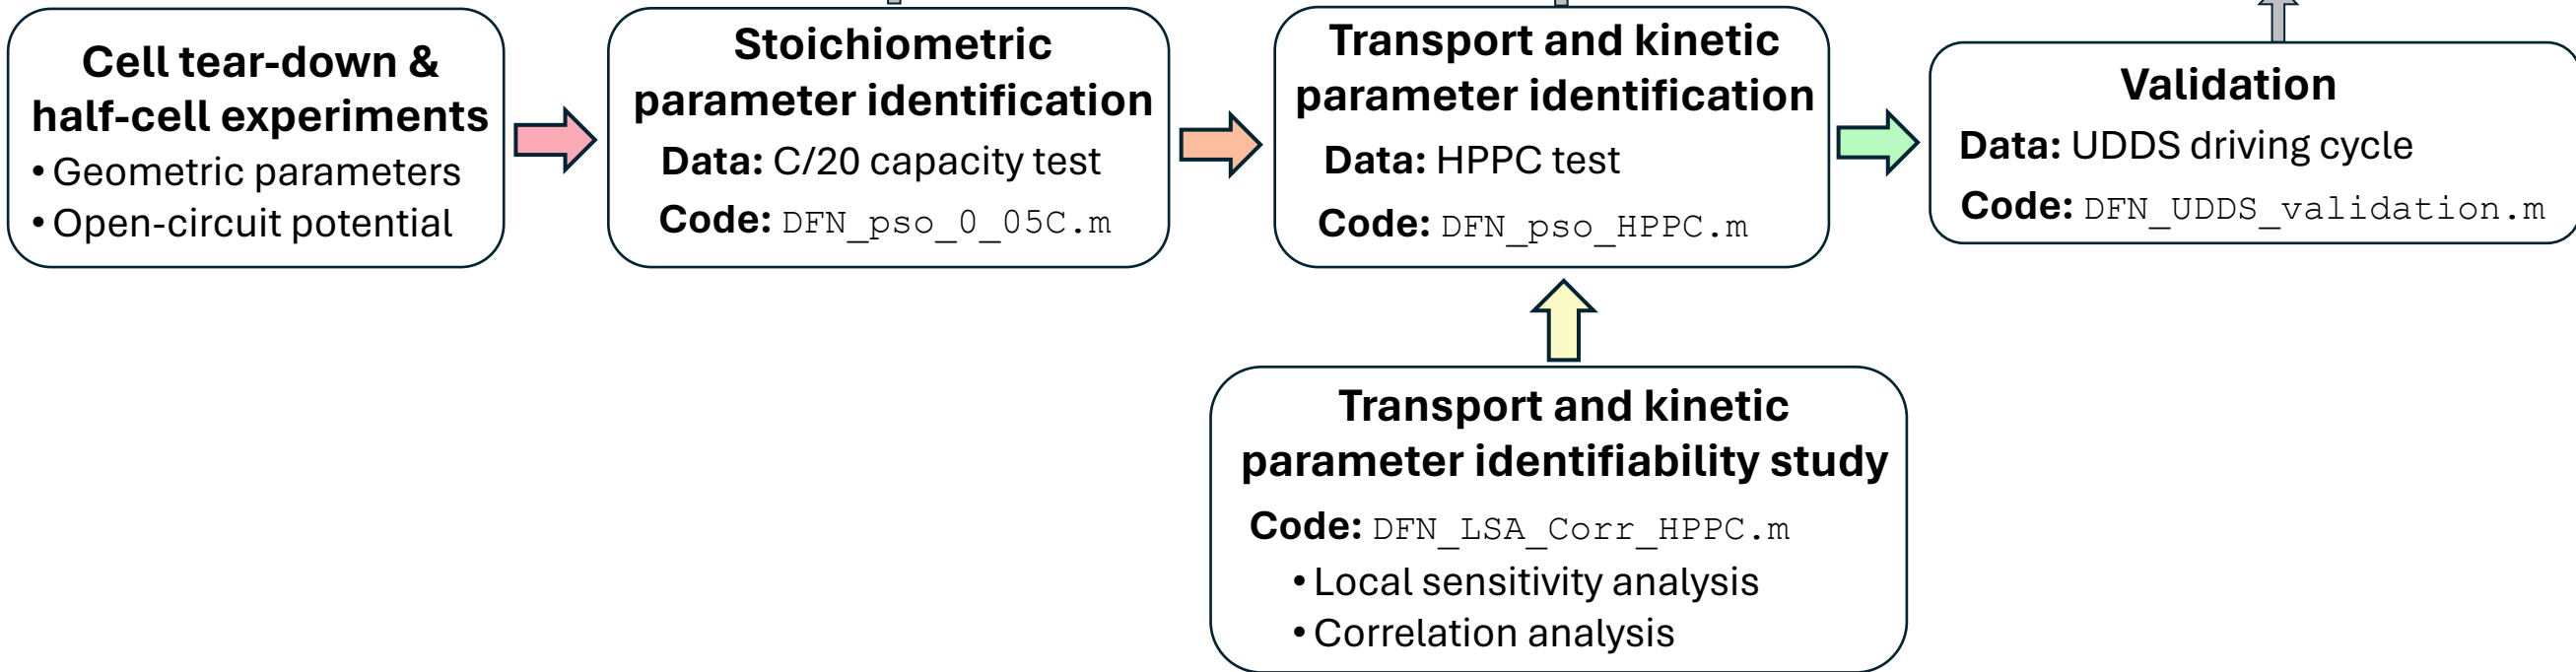 Cell tear-down &
half-cell experiments
• Geometric parameters
• Open-circuit potential
Stoichiometric
parameter identification
Data: C/20 capacity test
Code: DFN_pso_0_05C.m
Transport and kinetic
parameter identification
Data: HPPC test
Code: DFN_pso_HPPC.m
Validation
Data: UDDS driving cycle
Code: DFN_UDDS_validation.m
Transport and kinetic
parameter identifiability study
Code: DFN_LSA_Corr_HPPC.m
• Local sensitivity analysis
• Correlation analysis